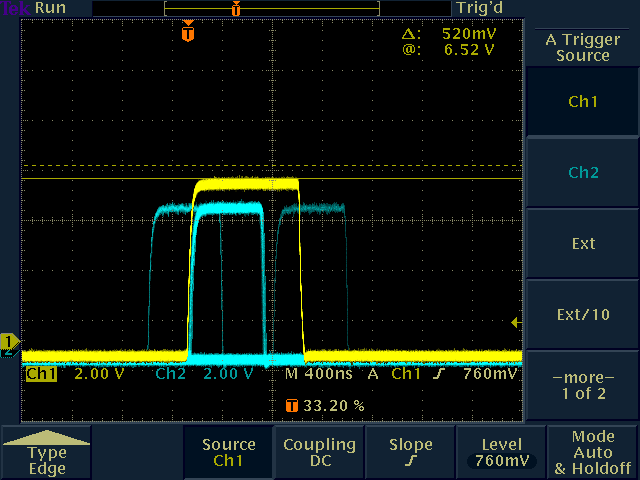 Tek Run Trig'd
T
T
Δ: 520mV
@: 6.52 V
A Trigger
Source
Ch1
Ch2
Ext
Ext/10
-more-
1 of 2
1
2
Ch1 2.00 V Ch2 2.00 V M 400ns A Ch1 760mV
T 33.20 %
Type
Edge
Source
Ch1
Coupling
DC
Slope
Level
760mV
Mode
Auto
& Holdoff